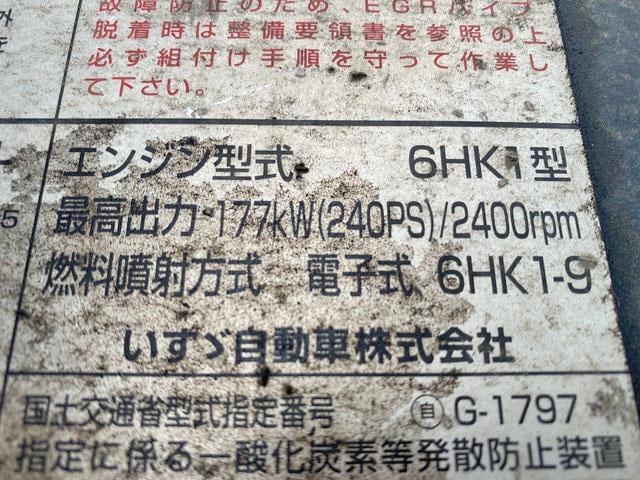 故障防止のため、EGRパイプ
脱着時は整備要領書を参照の上
必ず組付け手順を守って作業し
て下さい。
外
エンジン型式 6HK1型
最高出力 177kW(240PS)/2400rpm
5
燃料噴射方式 電子式 6HK1-9
いすゞ自動車株式会社
国土交通省型式指定番号 自 G-1797
指定に係る一酸化炭素等発散防止装置